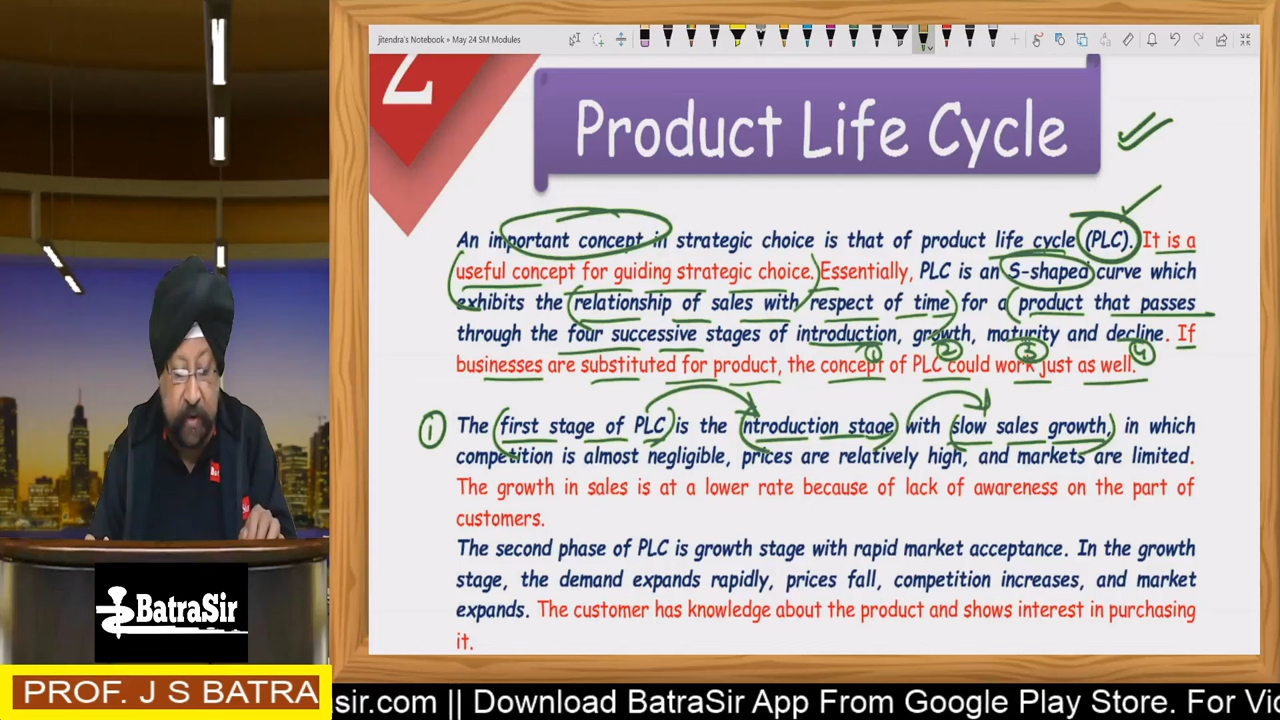 jitendra's Notebook » May 24 SM Modules
2
Product Life Cycle
An important concept in strategic choice is that of product life cycle (PLC). It is a
useful concept for guiding strategic choice. Essentially, PLC is an S-shaped curve which
exhibits the relationship of sales with respect of time for a product that passes
through the four successive stages of introduction, growth, maturity and decline. If
businesses are substituted for product, the concept of PLC could work just as well.
1 2 3 4
1
The first stage of PLC is the introduction stage with slow sales growth, in which
competition is almost negligible, prices are relatively high, and markets are limited.
The growth in sales is at a lower rate because of lack of awareness on the part of
customers.
The second phase of PLC is growth stage with rapid market acceptance. In the growth
stage, the demand expands rapidly, prices fall, competition increases, and market
expands. The customer has knowledge about the product and shows interest in purchasing
it.
BatraSir
PROF. J S BATRA
sir.com || Download BatraSir App From Google Play Store. For Vi